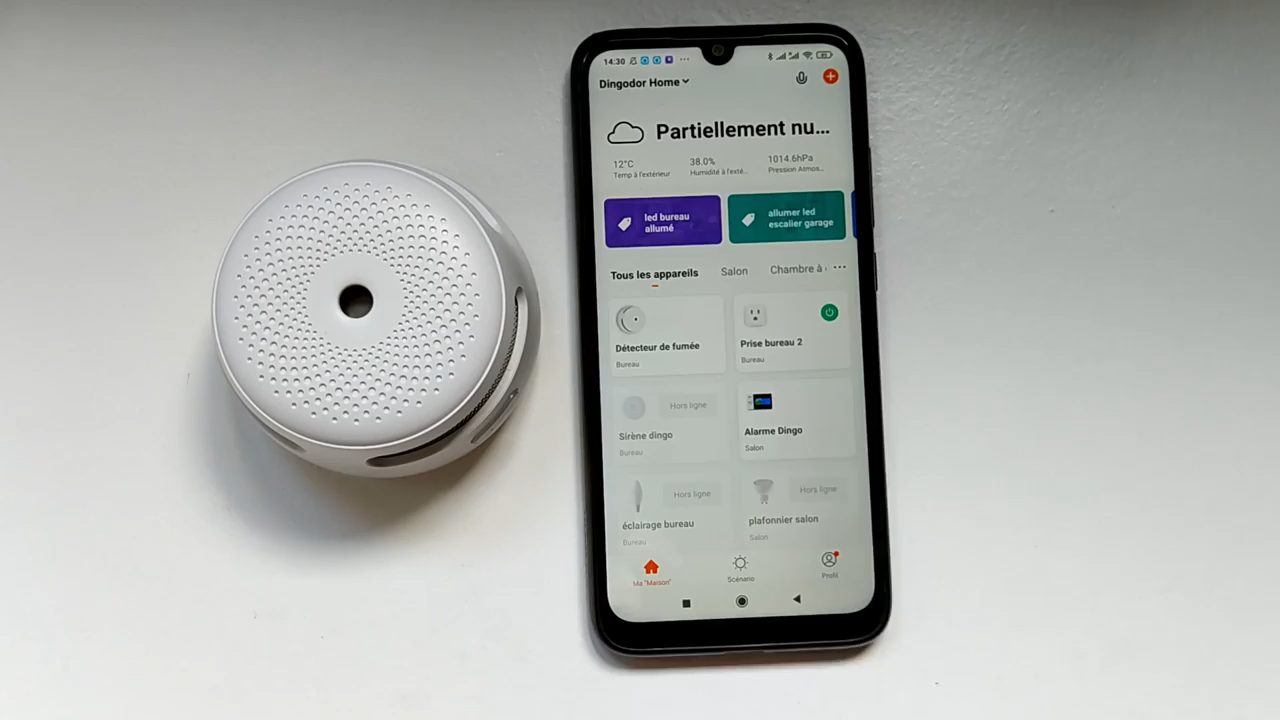 14:30
Dingodor Home
Partiellement nu...
12°C
38.0%
1014.6hPa
Temp à l'extérieur
Humidité à l'exté...
Pression Atmos...
led bureau
allumé
allumer led
escalier garage
Tous les appareils
Salon
Chambre à
Détecteur de fumée
Bureau
Prise bureau 2
Bureau
Hors ligne
Sirène dingo
Bureau
Alarme Dingo
Salon
Hors ligne
éclairage bureau
Bureau
Hors ligne
plafonnier salon
Salon
Ma "Maison"
Scénario
Profil